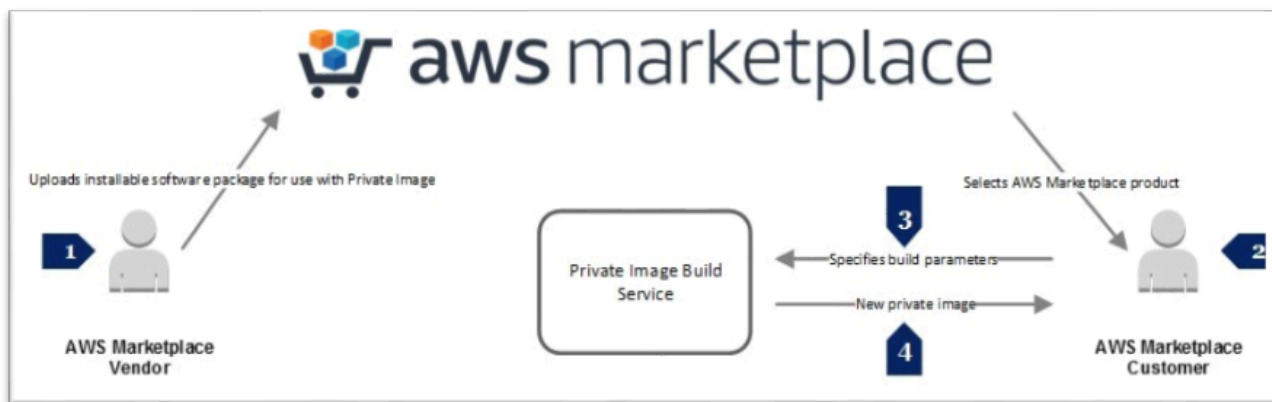 aws marketplace
Uploads installable software package for use with Private Image
Selects AWS Marketplace product
3
1
Private Image Build
Service
Specifies build parameters
2
New private image
4
AWS Marketplace
Vendor
AWS Marketplace
Customer